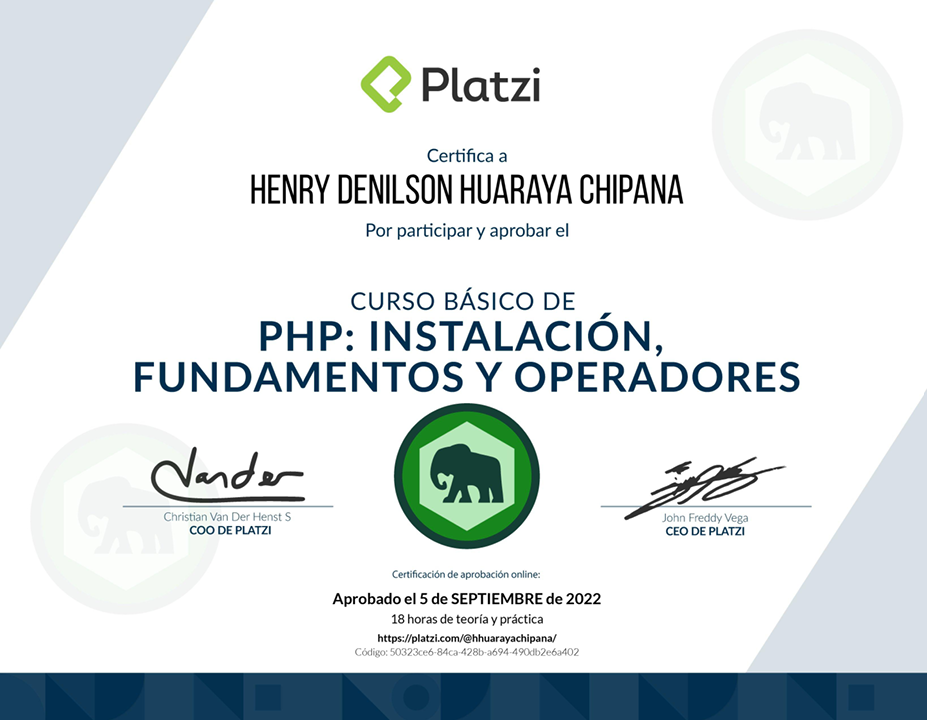 Platzi
Certifica a
HENRY DENILSON HUARAYA CHIPANA
Por participar y aprobar el
CURSO BÁSICO DE
PHP: INSTALACIÓN,
FUNDAMENTOS Y OPERADORES
Vander
Christian Van Der Henst S
COO DE PLATZI
John Freddy Vega
CEO DE PLATZI
Certificación de aprobación online:
Aprobado el 5 de SEPTIEMBRE de 2022
18 horas de teoría y práctica
https://platzi.com/@hhuarayachipana/
Código: 50323ce6-84ca-428b-a694-490db2e6a402